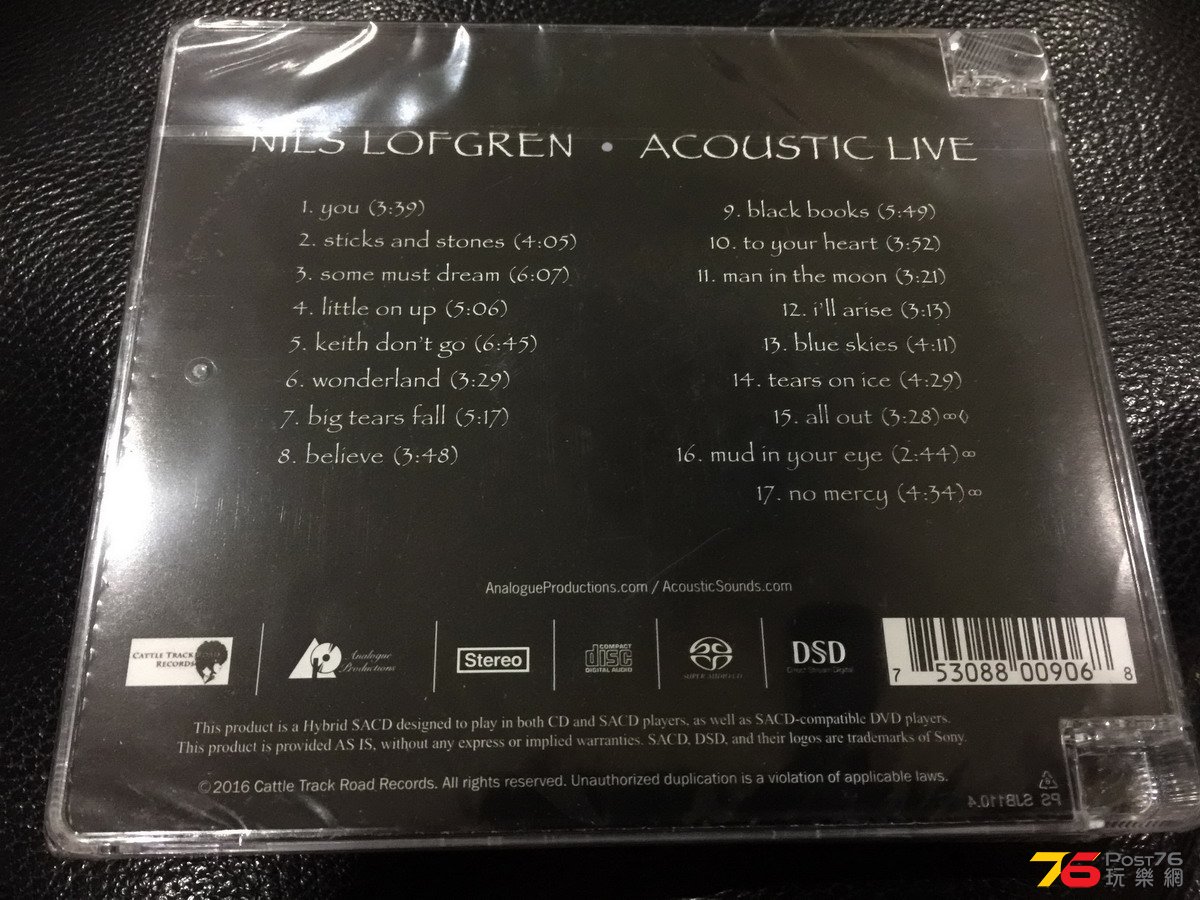 NILS LOFGREN • ACOUSTIC LIVE
1. you (3:39)
2. sticks and stones (4:05)
3. some must dream (6:07)
4. little on up (5:06)
5. keith don't go (6:45)
6. wonderland (3:29)
7. big tears fall (5:17)
8. believe (3:48)
9. black books (5:49)
10. to your heart (3:52)
11. man in the moon (3:21)
12. i'll arise (3:13)
13. blue skies (4:11)
14. tears on ice (4:29)
15. all out (3:28)∞◊
16. mud in your eye (2:44)∞
17. no mercy (4:34)∞
AnalogueProductions.com / AcousticSounds.com
CATTLE TRACK ROAD
RECORDS
Analogue
Productions
Stereo
COMPACT
disc
DIGITAL AUDIO
SUPER AUDIO CD
DSD
Direct Stream Digital
7 53088 00906 8
This product is a Hybrid SACD designed to play in both CD and SACD players, as well as SACD-compatible DVD players.
This product is provided AS IS, without any express or implied warranties. SACD, DSD, and their logos are trademarks of Sony.
©2016 Cattle Track Road Records. All rights reserved. Unauthorized duplication is a violation of applicable laws.
PS SJB110.4
76 POST76
玩樂網